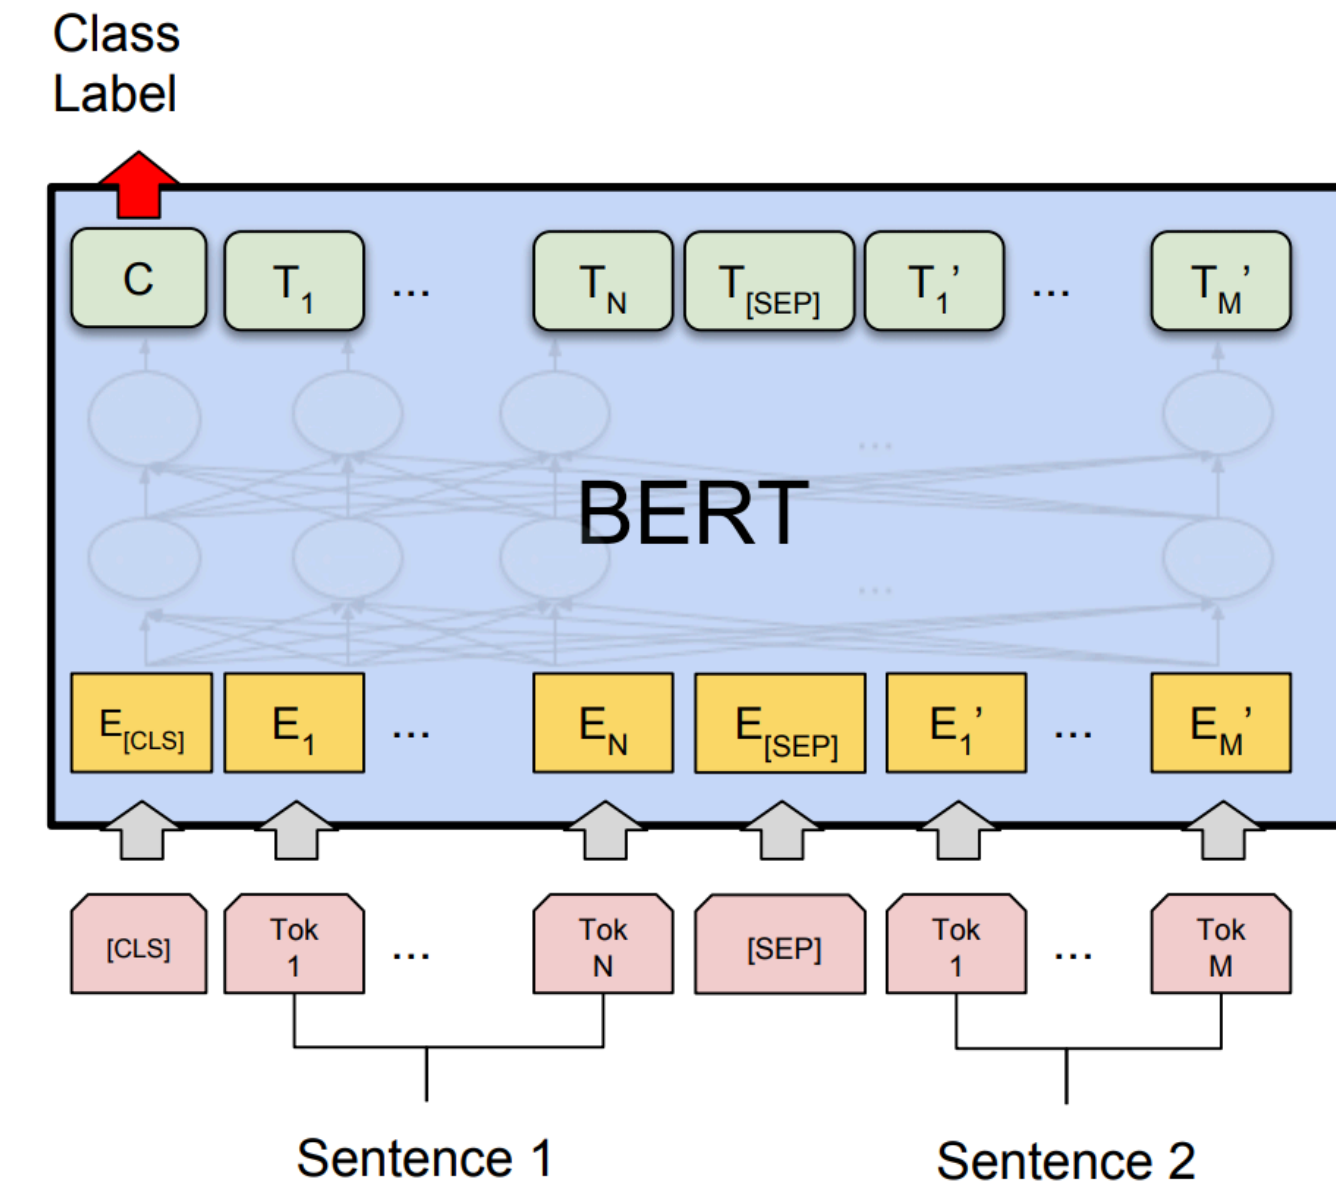 Class
Label
C T1 ... TN T[SEP] T1’ ... TM’
...
BERT
...
E[CLS] E1 ... EN E[SEP] E1’ ... EM’
[CLS] Tok 1 ... Tok N [SEP] Tok 1 ... Tok M
Sentence 1 Sentence 2